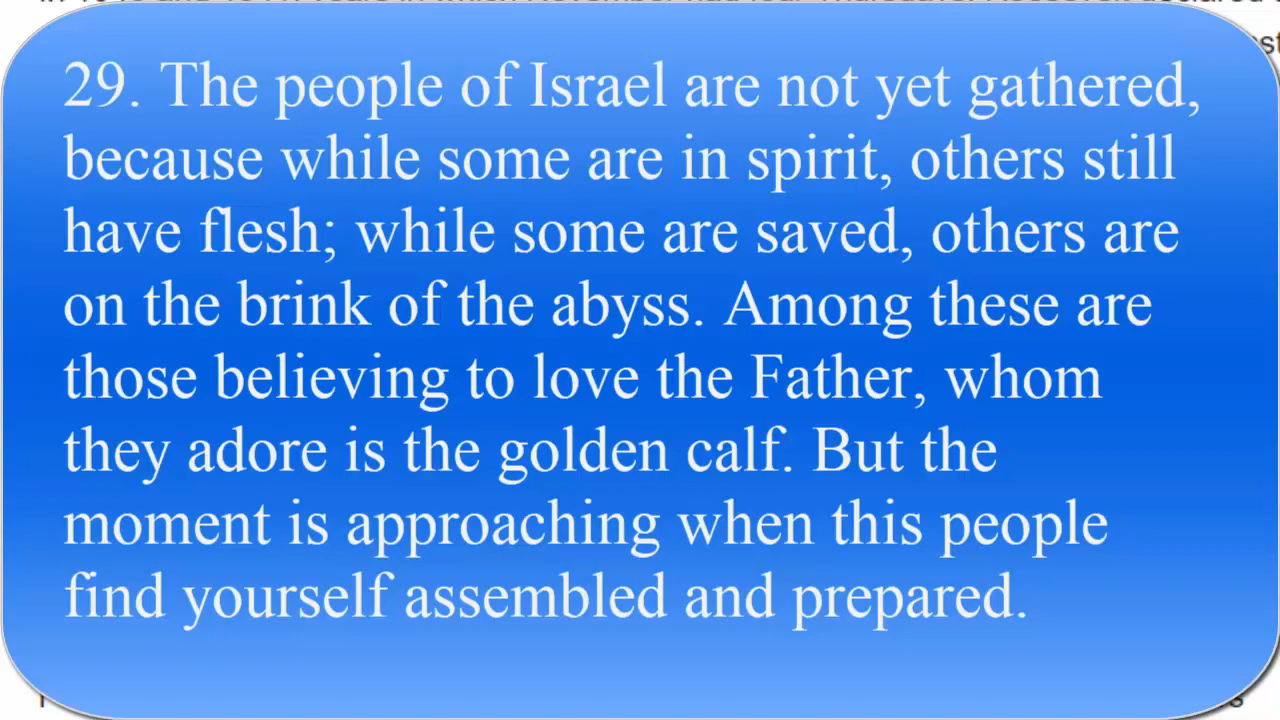 29. The people of Israel are not yet gathered,
because while some are in spirit, others still
have flesh; while some are saved, others are
on the brink of the abyss. Among these are
those believing to love the Father, whom
they adore is the golden calf. But the
moment is approaching when this people
find yourself assembled and prepared.